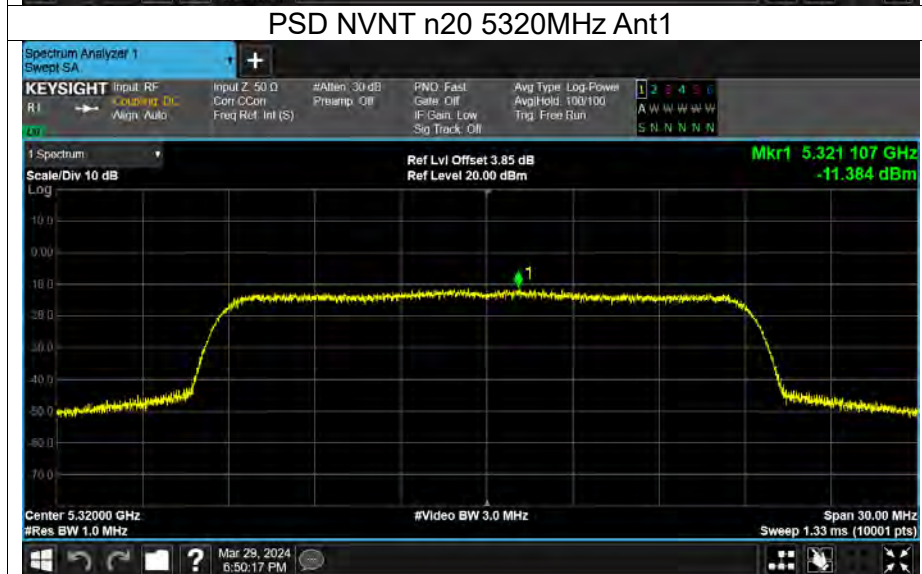 PSD NVNT n20 5320MHz Ant1
Spectrum Analyzer 1
Swept SA
+
KEYSIGHT Input: RF
R L
Coupling: DC
Align: Auto
Input Z: 50 Ω
Corr CCorr
Freq Ref: Int (S)
#Atten: 30 dB
Preamp: Off
PNO: Fast
Gate: Off
IF Gain: Low
Sig Track: Off
Avg Type: Log-Power
Avg|Hold: 100/100
Trig: Free Run
1 2 3 4 5 6
A W W W W W
S N N N N N
1 Spectrum
Scale/Div 10 dB
Ref Lvl Offset 3.85 dB
Ref Level 20.00 dBm
Mkr1 5.321 107 GHz
-11.384 dBm
Log
10.0
0.00
-10.0
-20.0
-30.0
-40.0
-50.0
-60.0
-70.0
1
Center 5.32000 GHz
#Video BW 3.0 MHz
Span 30.00 MHz
#Res BW 1.0 MHz
Sweep 1.33 ms (10001 pts)
?
Mar 29, 2024
6:50:17 PM